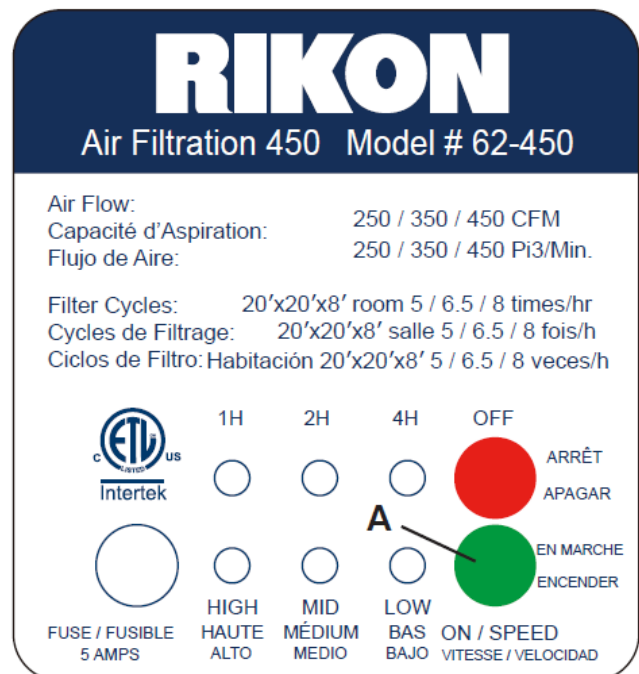 RIKON
Air Filtration 450 Model # 62-450
Air Flow:
Capacité d'Aspiration:
Flujo de Aire:
250 / 350 / 450 CFM
250 / 350 / 450 Pi3/Min.
Filter Cycles: 20′x20′x8′ room 5 / 6.5 / 8 times/hr
Cycles de Filtrage: 20′x20′x8′ salle 5 / 6.5 / 8 fois/h
Ciclos de Filtro: Habitación 20′x20′x8′ 5 / 6.5 / 8 veces/h
1H 2H 4H OFF
ARRÊT
APAGAR
C ETL US
LISTED
Intertek
A
EN MARCHE
ENCENDER
HIGH MID LOW
HAUTE MÉDIUM BAS
ALTO MEDIO BAJO
ON / SPEED
VITESSE / VELOCIDAD
FUSE / FUSIBLE
5 AMPS